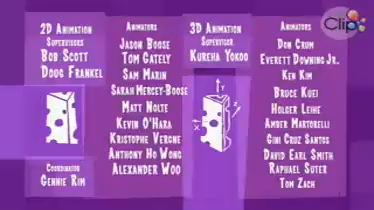 2D Animation
Supervisors
Bob Scott
Doug Frankel
Coordinator
Gennie Rim
Animators
Jason Boose
Tom Gately
Sam Marin
Sarah Mercey-Boose
Matt Nolte
Kevin O'Hara
Kristophe Vergne
Anthony Ho Wong
Alexander Woo
3D Animation
Supervisor
Kureha Yokoo
Y
Z
X
Animators
Don Crum
Everett Downing Jr.
Ken Kim
Bruce Kuei
Holger Leihe
Amber Martorelli
Gini Cruz Santos
David Earl Smith
Raphael Suter
Tom Zach
Clip